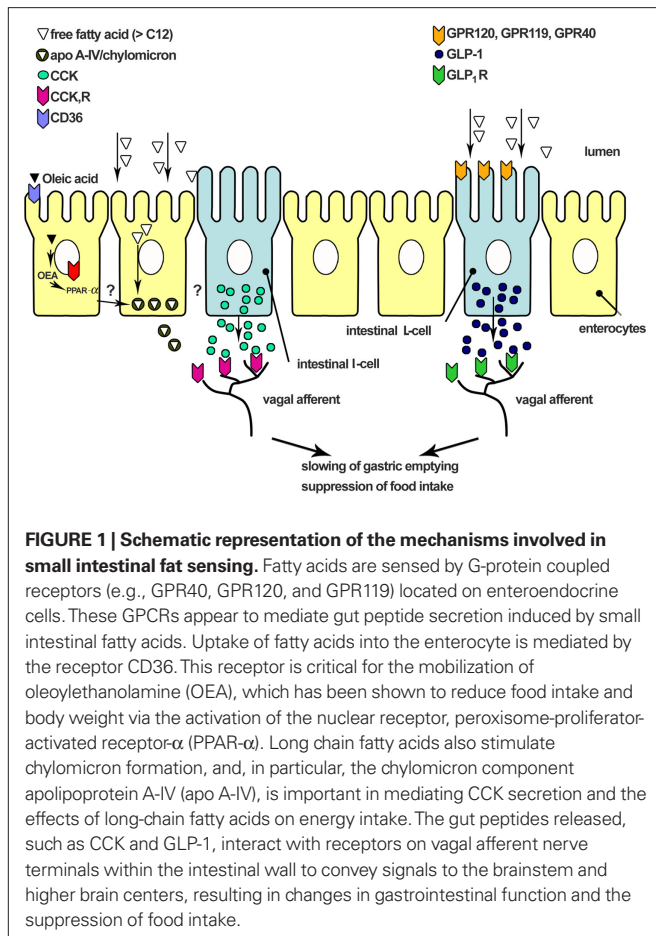 free fatty acid (> C12)
apo A-IV/chylomicron
CCK
CCK₁R
CD36
GPR120, GPR119, GPR40
GLP-1
GLP₁R
lumen
Oleic acid
OEA
PPAR-α
?
?
intestinal L-cell
enterocytes
intestinal I-cell
vagal afferent
vagal afferent
slowing of gastric emptying
suppression of food intake
FIGURE 1 | Schematic representation of the mechanisms involved in
small intestinal fat sensing. Fatty acids are sensed by G-protein coupled
receptors (e.g., GPR40, GPR120, and GPR119) located on enteroendocrine
cells. These GPCRs appear to mediate gut peptide secretion induced by small
intestinal fatty acids. Uptake of fatty acids into the enterocyte is mediated by
the receptor CD36. This receptor is critical for the mobilization of
oleoylethanolamine (OEA), which has been shown to reduce food intake and
body weight via the activation of the nuclear receptor, peroxisome-proliferator-
activated receptor-α (PPAR-α). Long chain fatty acids also stimulate
chylomicron formation, and, in particular, the chylomicron component
apolipoprotein A-IV (apo A-IV), is important in mediating CCK secretion and the
effects of long-chain fatty acids on energy intake. The gut peptides released,
such as CCK and GLP-1, interact with receptors on vagal afferent nerve
terminals within the intestinal wall to convey signals to the brainstem and
higher brain centers, resulting in changes in gastrointestinal function and the
suppression of food intake.